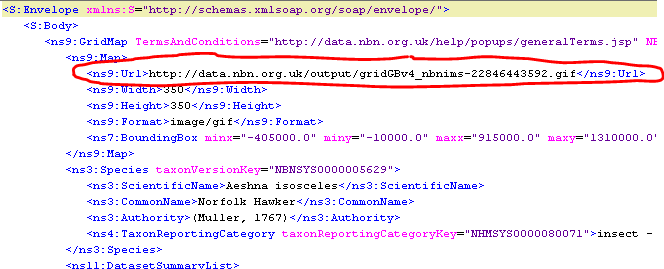 <S:Envelope xmlns:S="http://schemas.xmlsoap.org/soap/envelope/">
<S:Body>
<ns9:GridMap TermsAndConditions="http://data.nbn.org.uk/help/popups/generalTerms.jsp"
<ns9:Map>
<ns9:Url>http://data.nbn.org.uk/output/gridGBv4_nbnims-22846443592.gif</ns9:Url>
<ns9:Width>350</ns9:Width>
<ns9:Height>350</ns9:Height>
<ns9:Format>image/gif</ns9:Format>
<ns7:BoundingBox minx="-405000.0" miny="-10000.0" maxx="915000.0" maxy="1310000.0"
</ns9:Map>
<ns3:Species taxonVersionKey="NBNSYS0000005629">
<ns3:ScientificName>Aeshna isosceles</ns3:ScientificName>
<ns3:CommonName>Norfolk Hawker</ns3:CommonName>
<ns3:Authority>(Muller, 1767)</ns3:Authority>
<ns4:TaxonReportingCategory taxonReportingCategoryKey="NHMSYS0000080071">insect -
</ns3:Species>
<ns11:DatasetSummaryList>